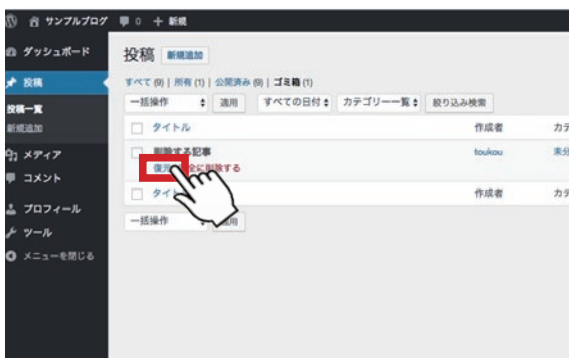 サンプルブログ 0 + 新規
ダッシュボード
投稿
投稿一覧
新規追加
メディア
コメント
プロフィール
ツール
メニューを閉じる
投稿 新規追加
すべて (9) | 所有 (1) | 公開済み (9) | ゴミ箱 (1)
一括操作 適用 すべての日付 カテゴリー一覧 絞り込み検索
タイトル 作成者 カテ
削除する記事 toukou 未分
復元 全に削除する
タイト 作成者 カテ
一括操作 適用